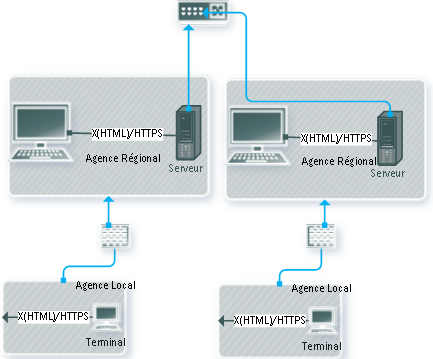 X(HTML)/HTTPS
Agence Régional
Serveur
X(HTML)/HTTPS
Agence Régional
Serveur
Agence Local
X(HTML)/HTTPS
Terminal
Agence Local
X(HTML)/HTTPS
Terminal